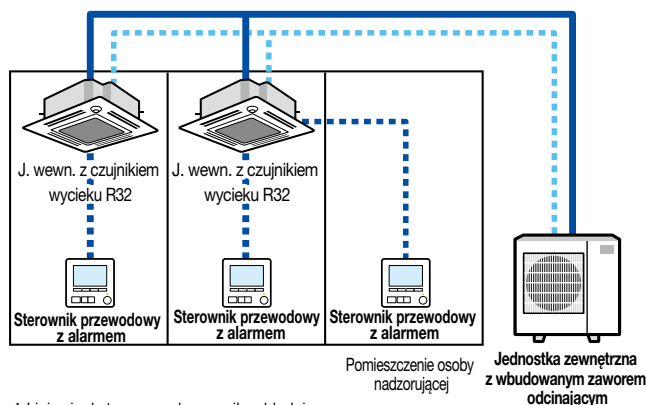 J. wewn. z czujnikiem
wycieku R32
J. wewn. z czujnikiem
wycieku R32
Sterownik przewodowy
z alarmem
Sterownik przewodowy
z alarmem
Sterownik przewodowy
z alarmem
Pomieszczenie osoby
nadzorującej
Jednostka zewnętrzna
z wbudowanym zaworem
odcinającym